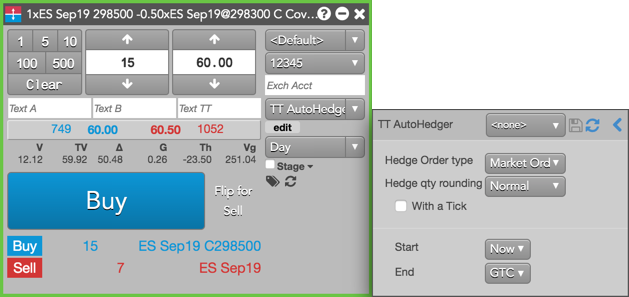 1xES Sep19 298500 -0.50xES Sep19@298300 C Cov...
1 5 10
100 500
Clear
15
60.00
<Default>
12345
Exch Acct
Text A
Text B
Text TT
TT AutoHedge
edit
749 60.00 60.50 1052
V TV Δ G Th Vg
12.12 59.92 50.48 0.26 -23.50 251.04
Day
Stage
Buy
Flip for
Sell
Buy 15 ES Sep19 C298500
Sell 7 ES Sep19
TT AutoHedger <none>
Hedge Order type Market Ord
Hedge qty rounding Normal
With a Tick
Start Now
End GTC